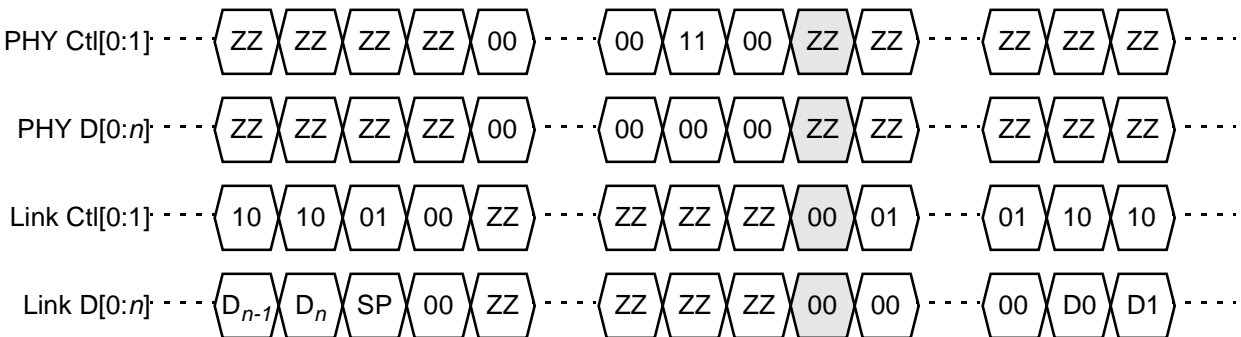 PHY Ctl[0:1] ZZ ZZ ZZ ZZ 00 00 11 00 ZZ ZZ ZZ ZZ ZZ
PHY D[0:n] ZZ ZZ ZZ ZZ 00 00 00 00 ZZ ZZ ZZ ZZ ZZ
Link Ctl[0:1] 10 10 01 00 ZZ ZZ ZZ ZZ 00 01 01 10 10
Link D[0:n] Dn-1 Dn SP 00 ZZ ZZ ZZ ZZ 00 00 00 D0 D1